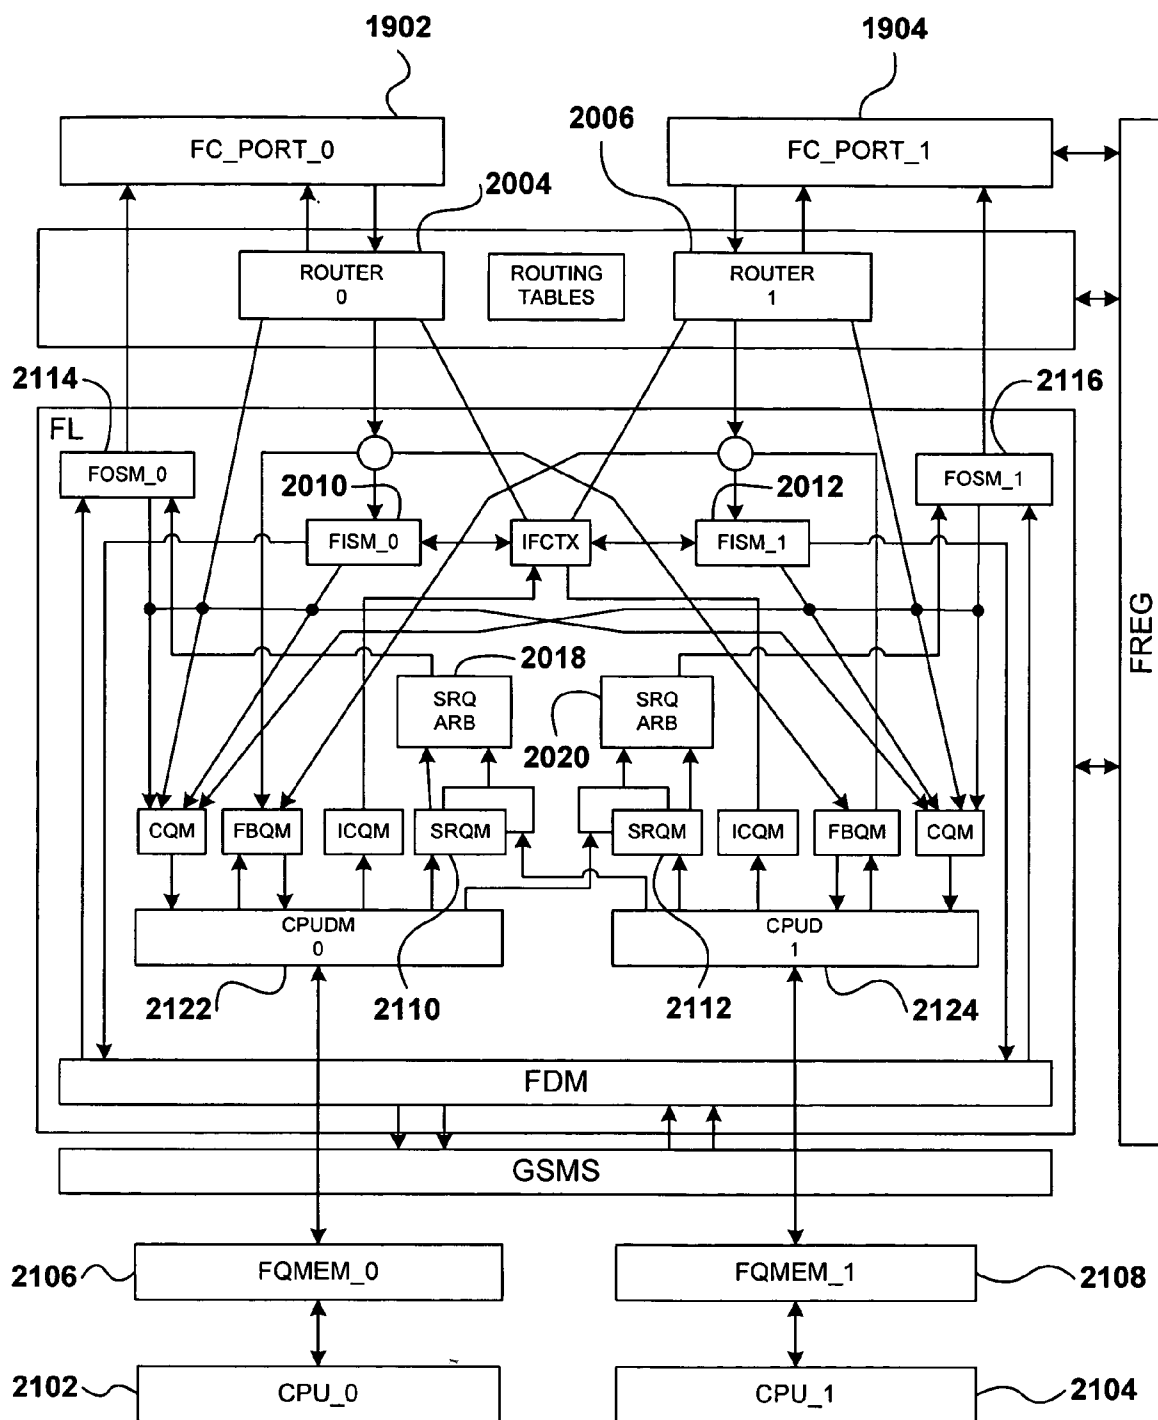 1902
1904
FC_PORT_0
2006
FC_PORT_1
2004
ROUTER
0
ROUTING
TABLES
ROUTER
1
2114
2116
FL
FOSM_0
2010
2012
FOSM_1
FISM_0
IFCTX
FISM_1
FREG
2018
SRQ
ARB
SRQ
ARB
2020
CQM
FBQM
ICQM
SRQM
SRQM
ICQM
FBQM
CQM
CPUDM
0
CPUD
1
2122
2110
2112
2124
FDM
GSMS
2106
FQMEM_0
FQMEM_1
2108
2102
CPU_0
CPU_1
2104